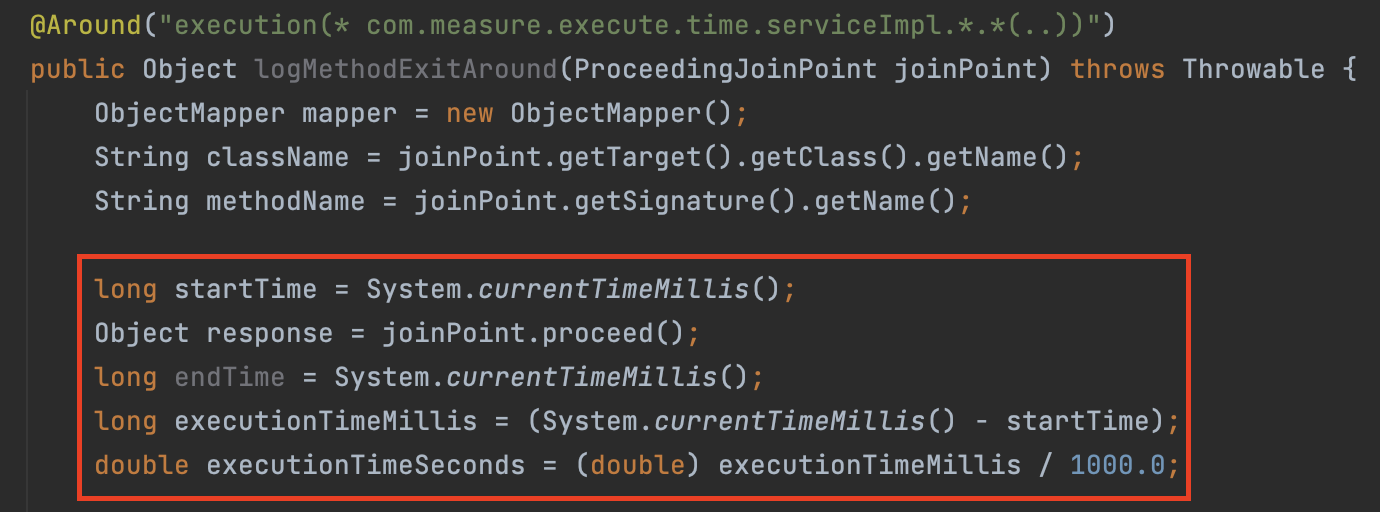 @Around("execution(* com.measure.execute.time.serviceImpl.*.*(..))")
public Object logMethodExitAround(ProceedingJoinPoint joinPoint) throws Throwable {
ObjectMapper mapper = new ObjectMapper();
String className = joinPoint.getTarget().getClass().getName();
String methodName = joinPoint.getSignature().getName();
long startTime = System.currentTimeMillis();
Object response = joinPoint.proceed();
long endTime = System.currentTimeMillis();
long executionTimeMillis = (System.currentTimeMillis() - startTime);
double executionTimeSeconds = (double) executionTimeMillis / 1000.0;